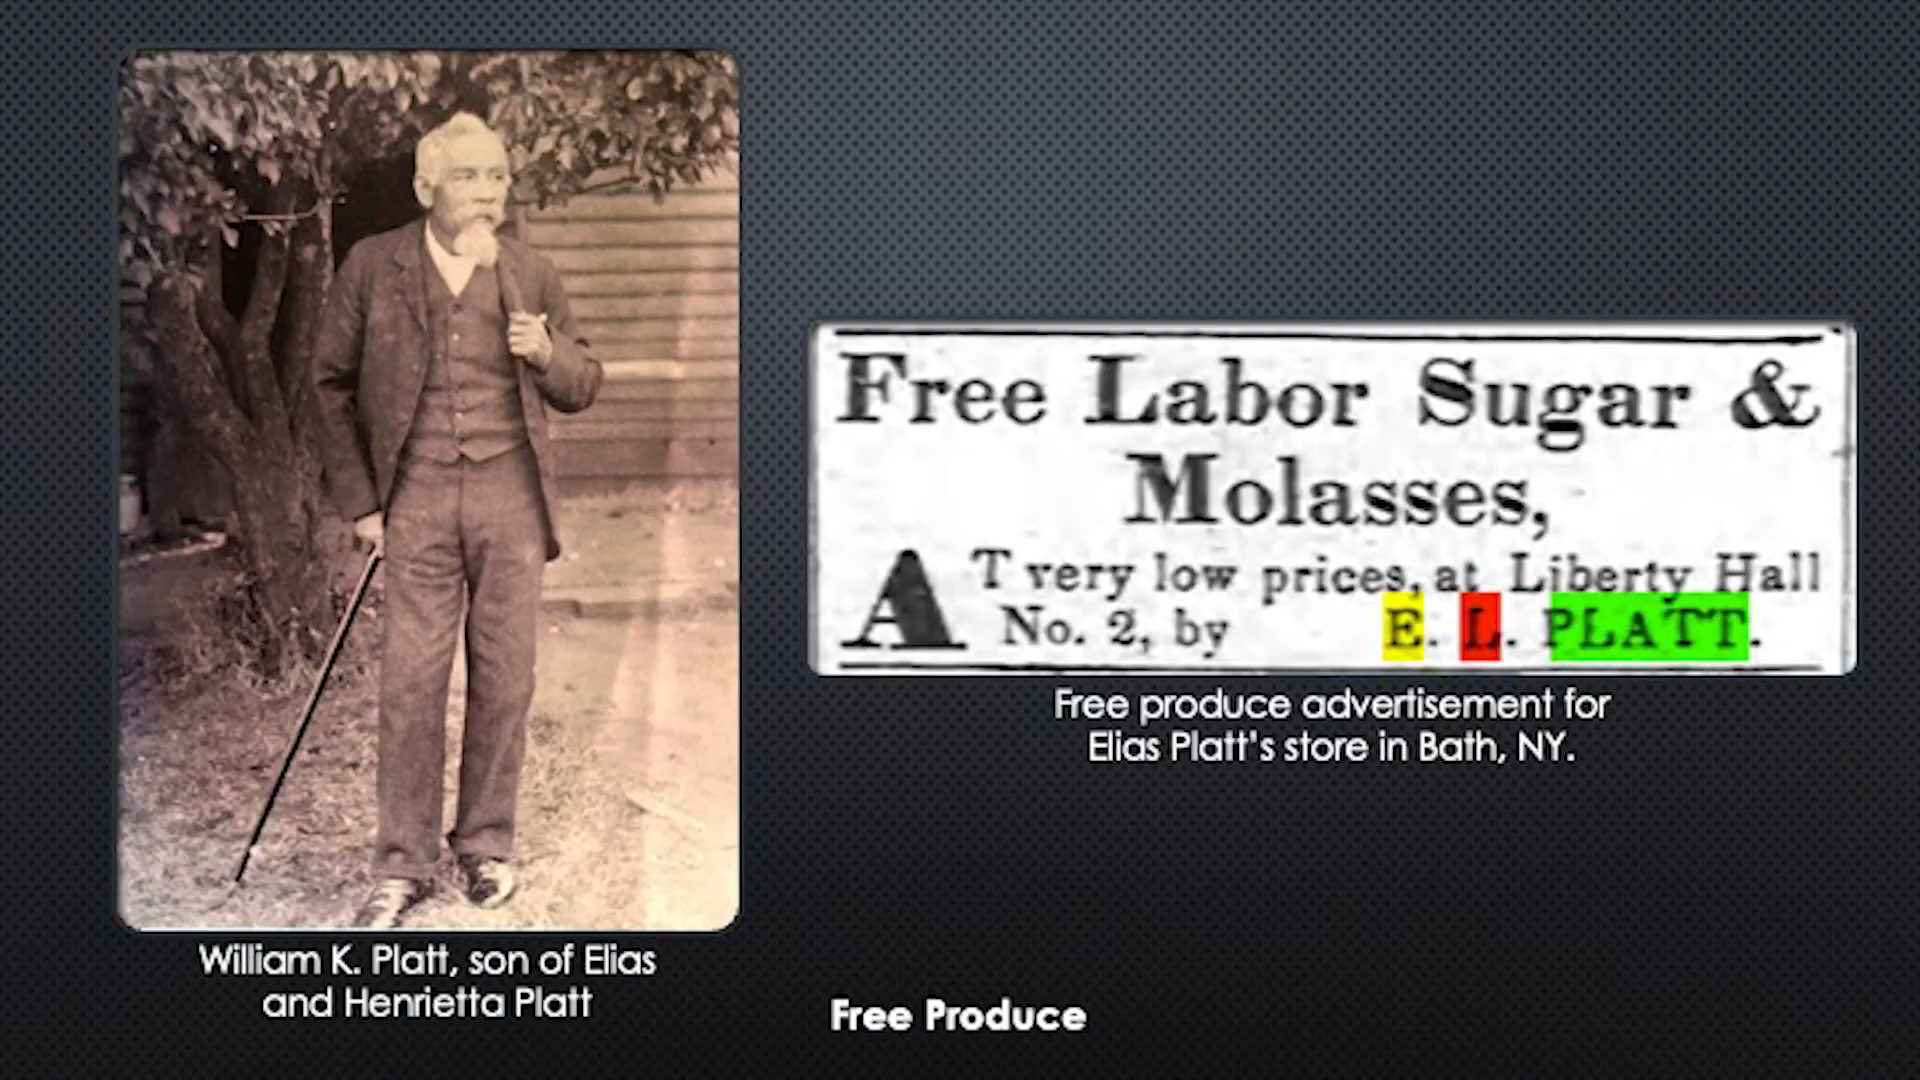 Free Labor Sugar &
Molasses,
AT very low prices, at Liberty Hall
No. 2, by E. L. PLATT.
Free produce advertisement for
Elias Platt's store in Bath, NY.
William K. Platt, son of Elias
and Henrietta Platt
Free Produce